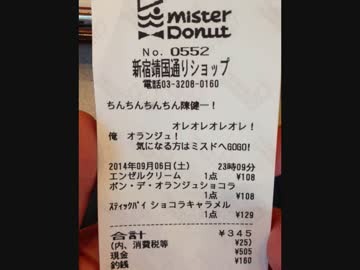 mister
Donut
No. 0552
新宿靖国通りショップ
電話03-3208-0160
ちんちんちんちん陳健一!
オレオレオレオレ!
俺 オランジュ!
気になる方はミスドへGOGO!
2014年09月06日(土) 23時09分
エンゼルクリーム 1点 ¥108
ポン・デ・オランジュショコラ
1点 ¥108
スティックパイ ショコラキャラメル
1点 ¥129
合計 ¥345
(内、消費税等 ¥25)
現金 ¥505
釣銭 ¥160